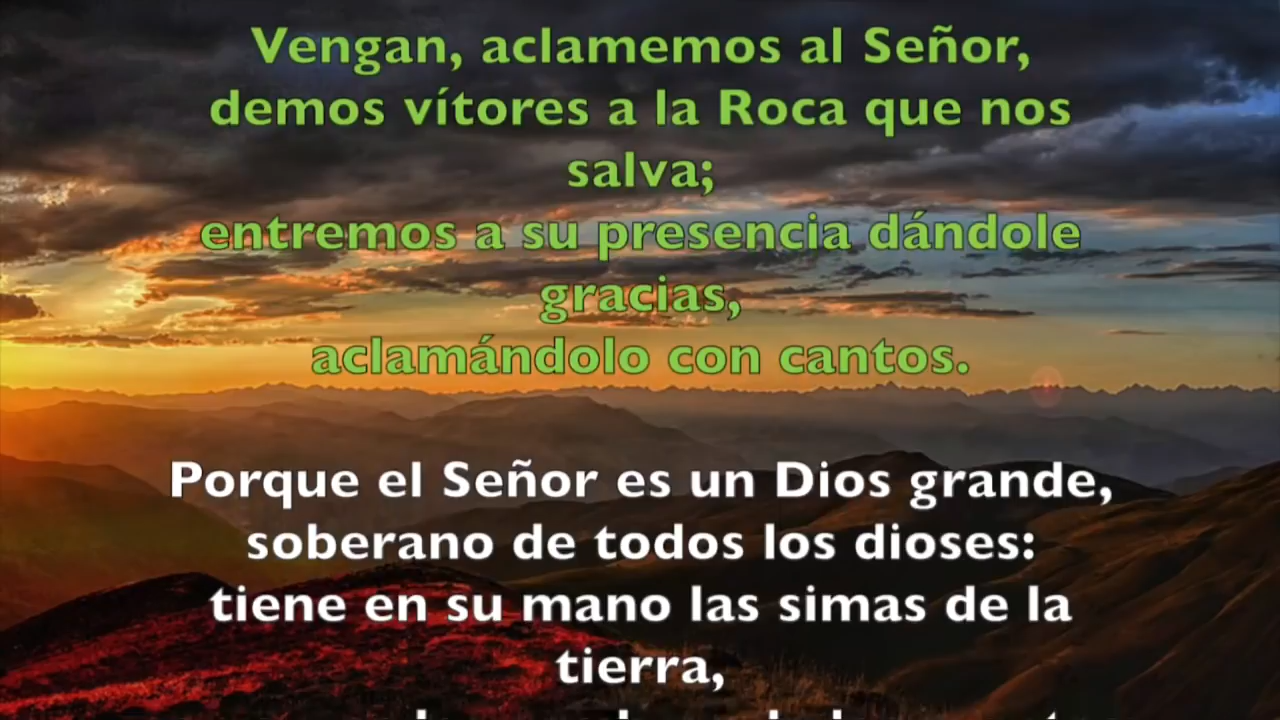 Vengan, aclamemos al Señor,
demos vítores a la Roca que nos
salva;
entremos a su presencia dándole
gracias,
aclamándolo con cantos.
Porque el Señor es un Dios grande,
soberano de todos los dioses:
tiene en su mano las simas de la
tierra,